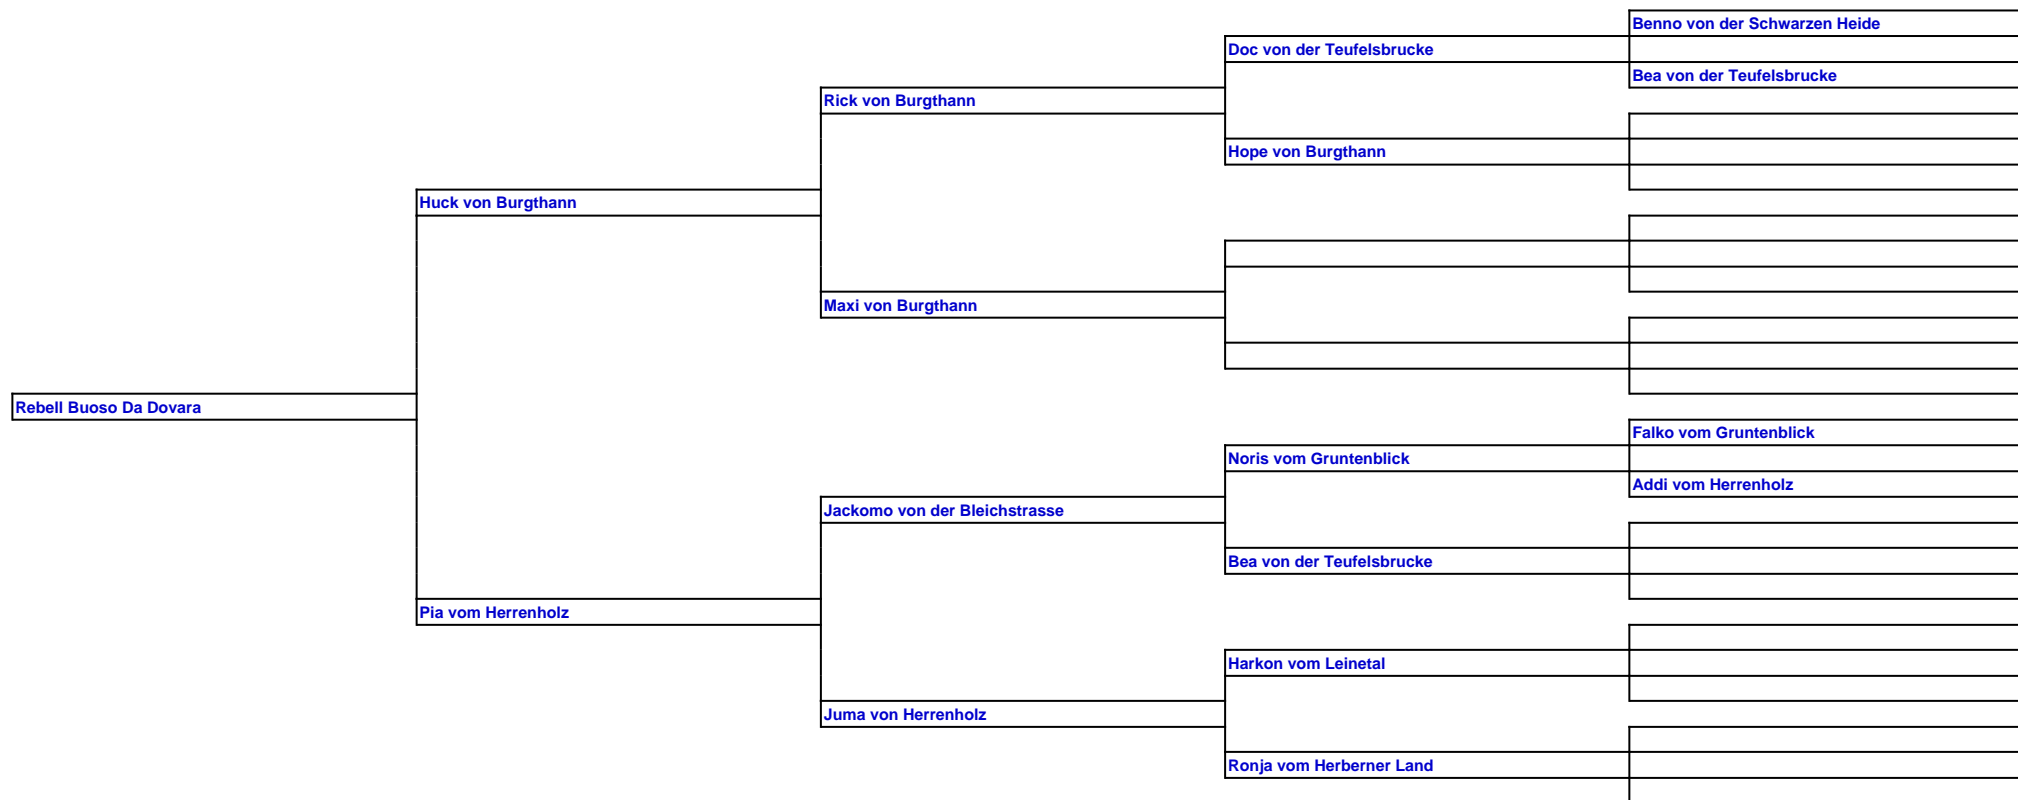 Benno von der Schwarzen Heide
Doc von der Teufelsbrucke
Bea von der Teufelsbrucke
Rick von Burgthann
Hope von Burgthann
Huck von Burgthann
Maxi von Burgthann
Rebell Buoso Da Dovara
Falko vom Gruntenblick
Noris vom Gruntenblick
Addi vom Herrenholz
Jackomo von der Bleichstrasse
Bea von der Teufelsbrucke
Pia vom Herrenholz
Harkon vom Leinetal
Juma von Herrenholz
Ronja vom Herberner Land